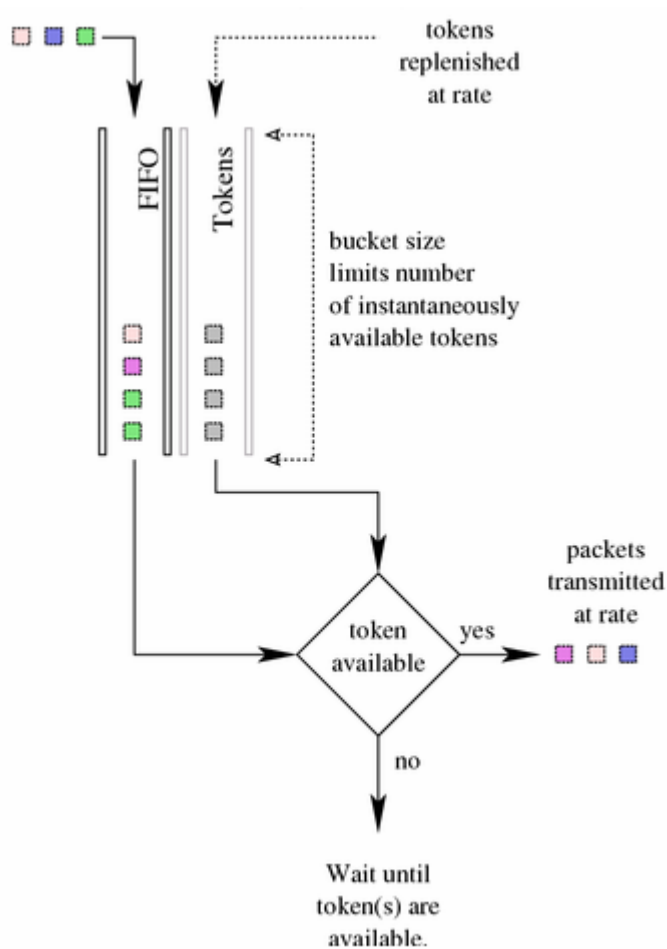 tokens
replenished
at rate
FIFO
Tokens
bucket size
limits number
of instantaneously
available tokens
packets
transmitted
at rate
token
available
yes
no
Wait until
token(s) are
available.